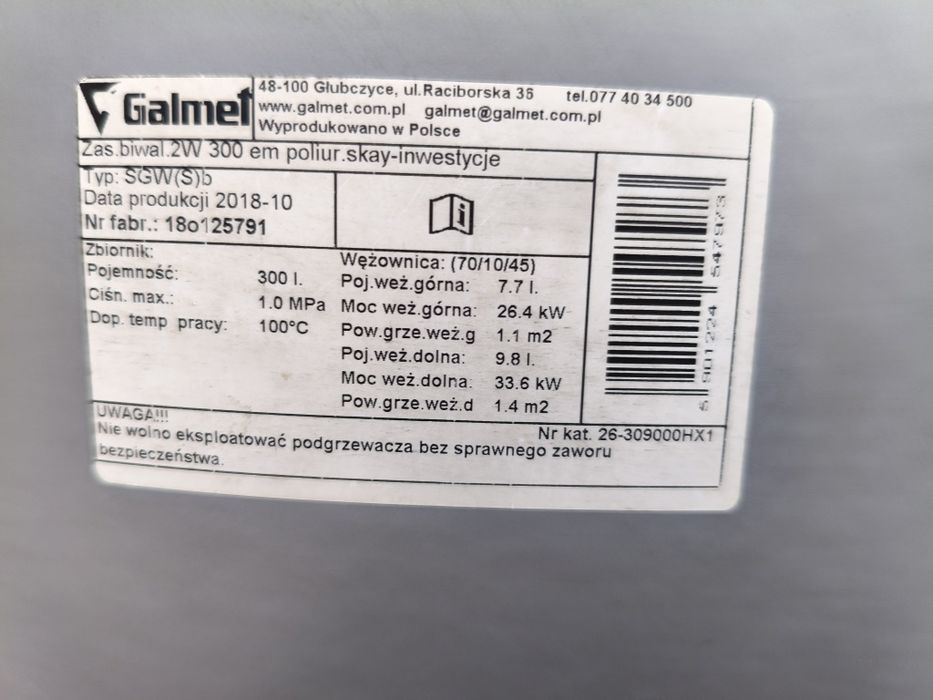 Galmet
48-100 Głubczyce, ul.Raciborska 36 tel.077 40 34 500
www.galmet.com.pl galmet@galmet.com.pl
Wyprodukowano w Polsce
Zas.biwal.2W 300 em poliur.skay-inwestycje
Typ: SGW(S)b
Data produkcji 2018-10
Nr fabr.: 18o125791
Zbiornik:
Pojemność: 300 l.
Ciśn. max.: 1.0 MPa
Dop. temp pracy: 100°C
Wężownica: (70/10/45)
Poj.węż.górna: 7.7 l.
Moc węż.górna: 26.4 kW
Pow.grze.węż.g 1.1 m2
Poj.węż.dolna: 9.8 l.
Moc węż.dolna: 33.6 kW
Pow.grze.węż.d 1.4 m2
5 901224 547973
Nr kat. 26-309000HX1
UWAGA!!!
Nie wolno eksploatować podgrzewacza bez sprawnego zaworu
bezpieczeństwa.